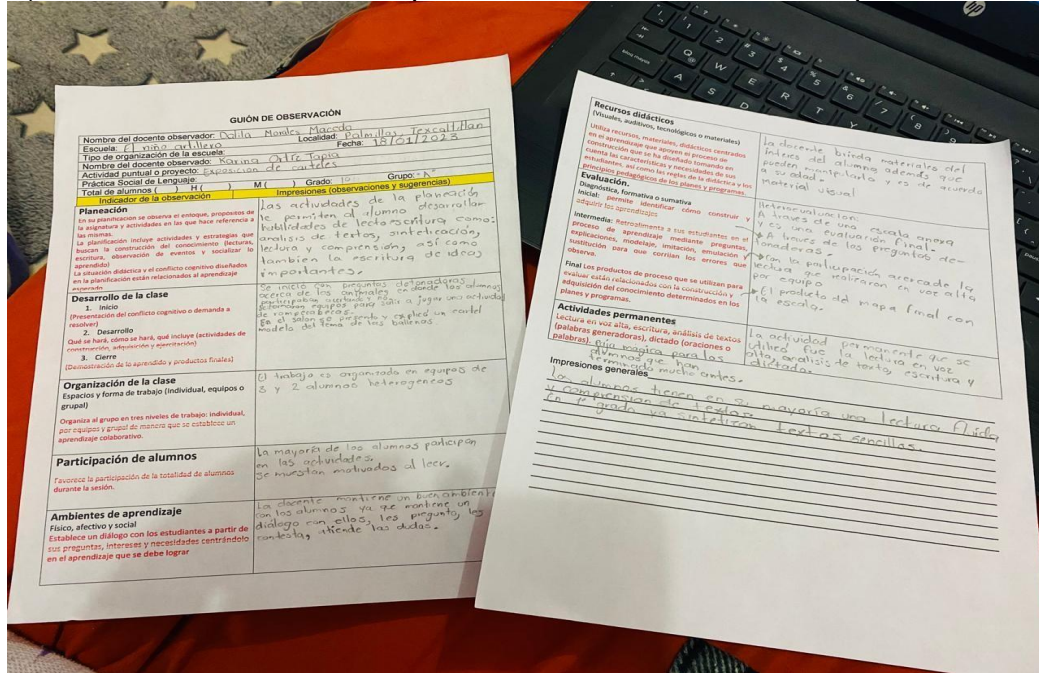 GUIÓN DE OBSERVACIÓN
Nombre del docente observador: Dalila Morales Macedo
Escuela: El niño artillero Localidad: Palmillas, Texcaltitlan
Tipo de organización de la escuela: Fecha: 18/01/2023
Nombre del docente observado: Karina Ortiz Tapia
Actividad puntual o proyecto: Exposición de carteles
Práctica Social de Lenguaje:
Total de alumnos ( ) H ( ) M ( ) Grado: 1o Grupo: "A"
Indicador de la observación Impresiones (observaciones y sugerencias)
Planeación
En su planificación se observa el enfoque, propositos de
la asignatura y actividades en las que hace referencia a
las mismas.
La planificación incluye actividades y estrategias que
buscan la construcción del conocimiento (lecturas,
escritura, observación de eventos y socializar lo
aprendido)
La situación didáctica y el conflicto cognitivo diseñados
en la planificación están relacionados al aprendizaje
esperado
Las actividades de la planeación
le permiten al alumno desarrollar
habilidades de lectoescritura como:
analisis de textos, sintetización,
lectura y comprensión, así como
tambien la escritura de ideas
importantes.
Desarrollo de la clase
1. Inicio
(Presentación del conflicto cognitivo o demanda a
resolver)
2. Desarrollo
Qué se hará, cómo se hará, qué incluye (actividades de
construcción, adquisición y ejercitación)
3. Cierre
(Demostración de lo aprendido y productos finales)
Se inició con preguntas detonadoras
acerca de los animales en donde los alumnos
participaban
equipos para salir a jugar una actividad
de rompecabezas.
En el salon se presentó y explicó un cartel
modelo del tema de las ballenas
Organización de la clase
Espacios y forma de trabajo (Individual, equipos o
grupal)
Organiza al grupo en tres niveles de trabajo: individual,
por equipos y grupal de manera que se establece un
aprendizaje colaborativo.
El trabajo es organizado en equipos de
3 y 2 alumnos heterogeneos
Participación de alumnos
Favorece la participación de la totalidad de alumnos
durante la sesión.
La mayoría de los alumnos participan
en las actividades.
Se muestran motivados al leer.
Ambientes de aprendizaje
Físico, afectivo y social
Establece un diálogo con los estudiantes a partir de
sus preguntas, intereses y necesidades centrándolo
en el aprendizaje que se debe lograr
La docente mantiene un buen ambiente
con los alumnos ya que mantiene un
diálogo con ellos, les pregunta, les
contesta, atiende las dudas.
Recursos didácticos
(Visuales, auditivos, tecnológicos o materiales)
Utiliza recursos, materiales, didácticos centrados
en el aprendizaje que apoyen el proceso de
construcción que se ha diseñado tomando en
cuenta las características y necesidades de sus
estudiantes, así como las reglas de la didáctica y los
principios pedagógicos de los planes y programas.
La docente brinda materiales del
interes del alumno además que
pueden manipularlo y es de acuerdo
a su edad.
Material visual
Evaluación.
Diagnóstica, formativa o sumativa
Inicial: permite identificar cómo construir y
adquirir los aprendizajes
Intermedia: Retroalimenta a sus estudiantes en el
proceso de aprendizaje mediante preguntas,
explicaciones, modelaje, imitación, emulación y
sustitución para que corrijan los errores que
observa.
Final Los productos de proceso que se utilizan para
evaluar están relacionados con la construcción y
adquisición del conocimiento determinados en los
planes y programas.
Heteroevaluacion:
A traves de una escala anexa
y es una evaluación final.
A traves de las preguntas de-
tonadoras.
Con la participación acerca de la
lectura que realizaron en voz alta
por equipo
El producto del mapa final con
la escala.
Actividades permanentes
Lectura en voz alta, escritura, análisis de textos
(palabras generadoras), dictado (oraciones o
palabras).
magica para los
alumnos que han
terminado mucho antes.
La actividad permanente que se
utilizó fue la lectura en voz
alta, analisis de texto, escritura y
dictado.
Impresiones generales
Los alumnos tienen en su mayoría una lectura fluida
y comprensión de textos.
En 1º grado ya sintetizan textos sencillos.
hp